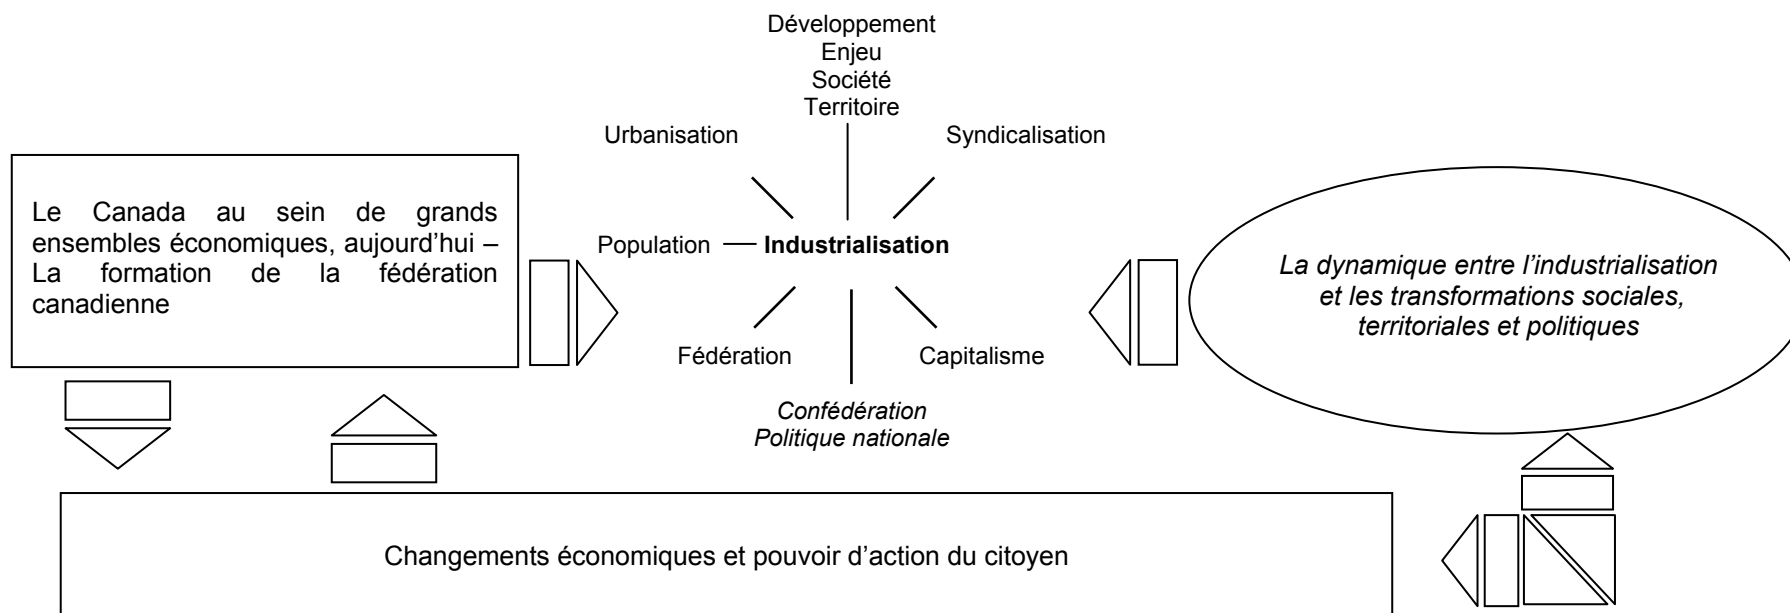 Développement
Enjeu
Société
Territoire
Urbanisation
Syndicalisation
Le Canada au sein de grands
ensembles économiques, aujourd'hui –
La formation de la fédération
canadienne
Population
Industrialisation
La dynamique entre l'industrialisation
et les transformations sociales,
territoriales et politiques
Fédération
Capitalisme
Confédération
Politique nationale
Changements économiques et pouvoir d'action du citoyen